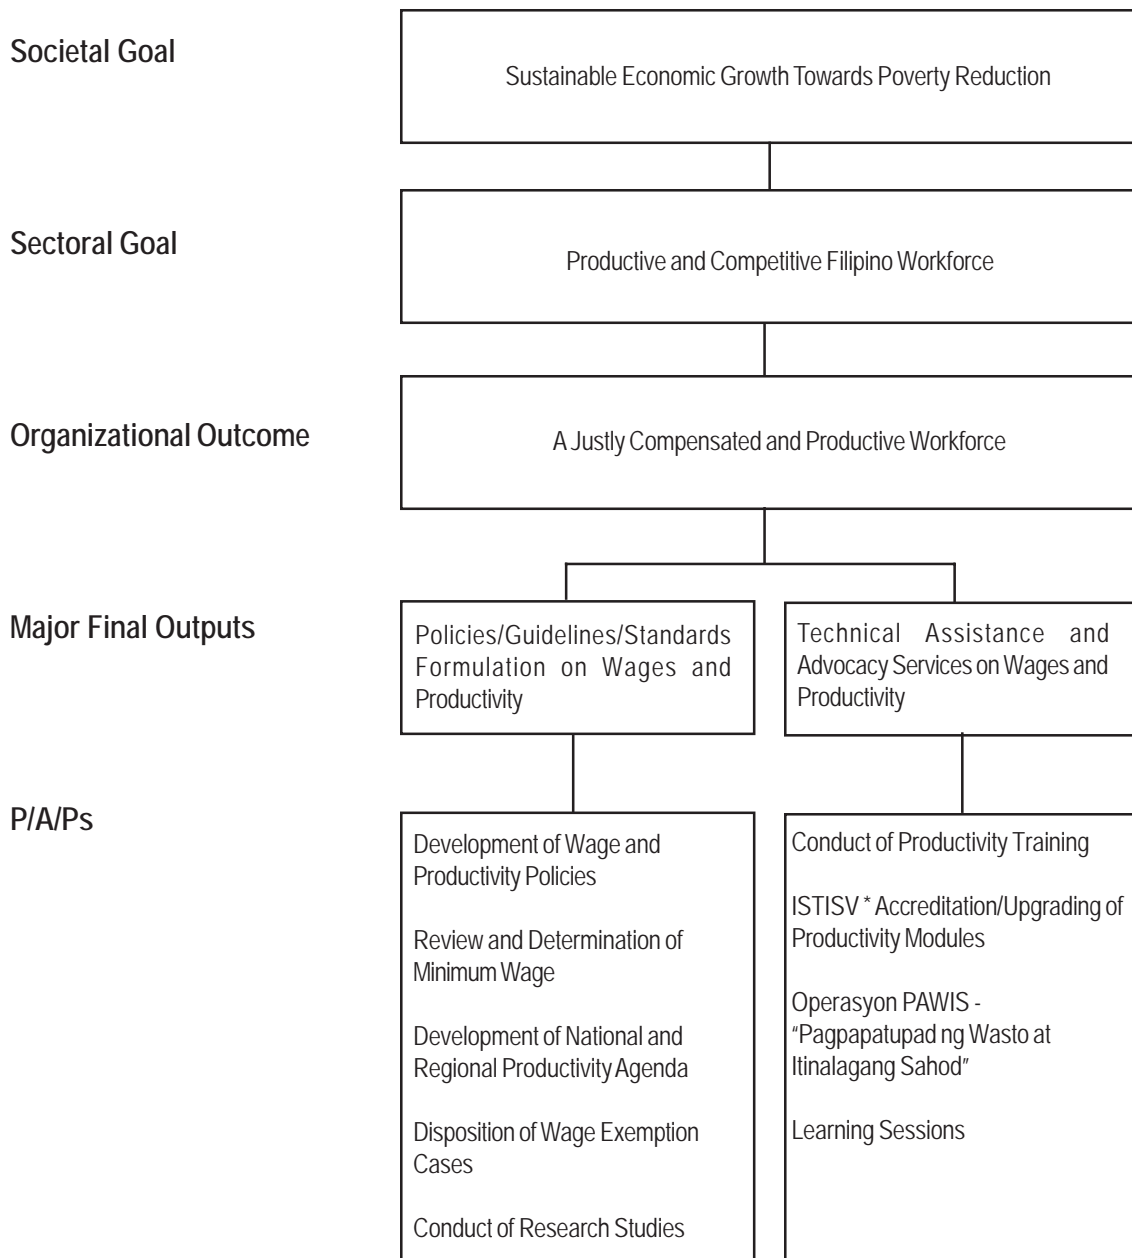 Societal Goal
Sustainable Economic Growth Towards Poverty Reduction
Sectoral Goal
Productive and Competitive Filipino Workforce
Organizational Outcome
A Justly Compensated and Productive Workforce
Major Final Outputs
Policies/Guidelines/Standards
Formulation on Wages and
Productivity
Technical Assistance and
Advocacy Services on Wages and
Productivity
P/A/Ps
Development of Wage and
Productivity Policies
Review and Determination of
Minimum Wage
Development of National and
Regional Productivity Agenda
Disposition of Wage Exemption
Cases
Conduct of Research Studies
Conduct of Productivity Training
ISTISV * Accreditation/Upgrading of
Productivity Modules
Operasyon PAWIS -
“Pagpapatupad ng Wasto at
Itinalagang Sahod”
Learning Sessions